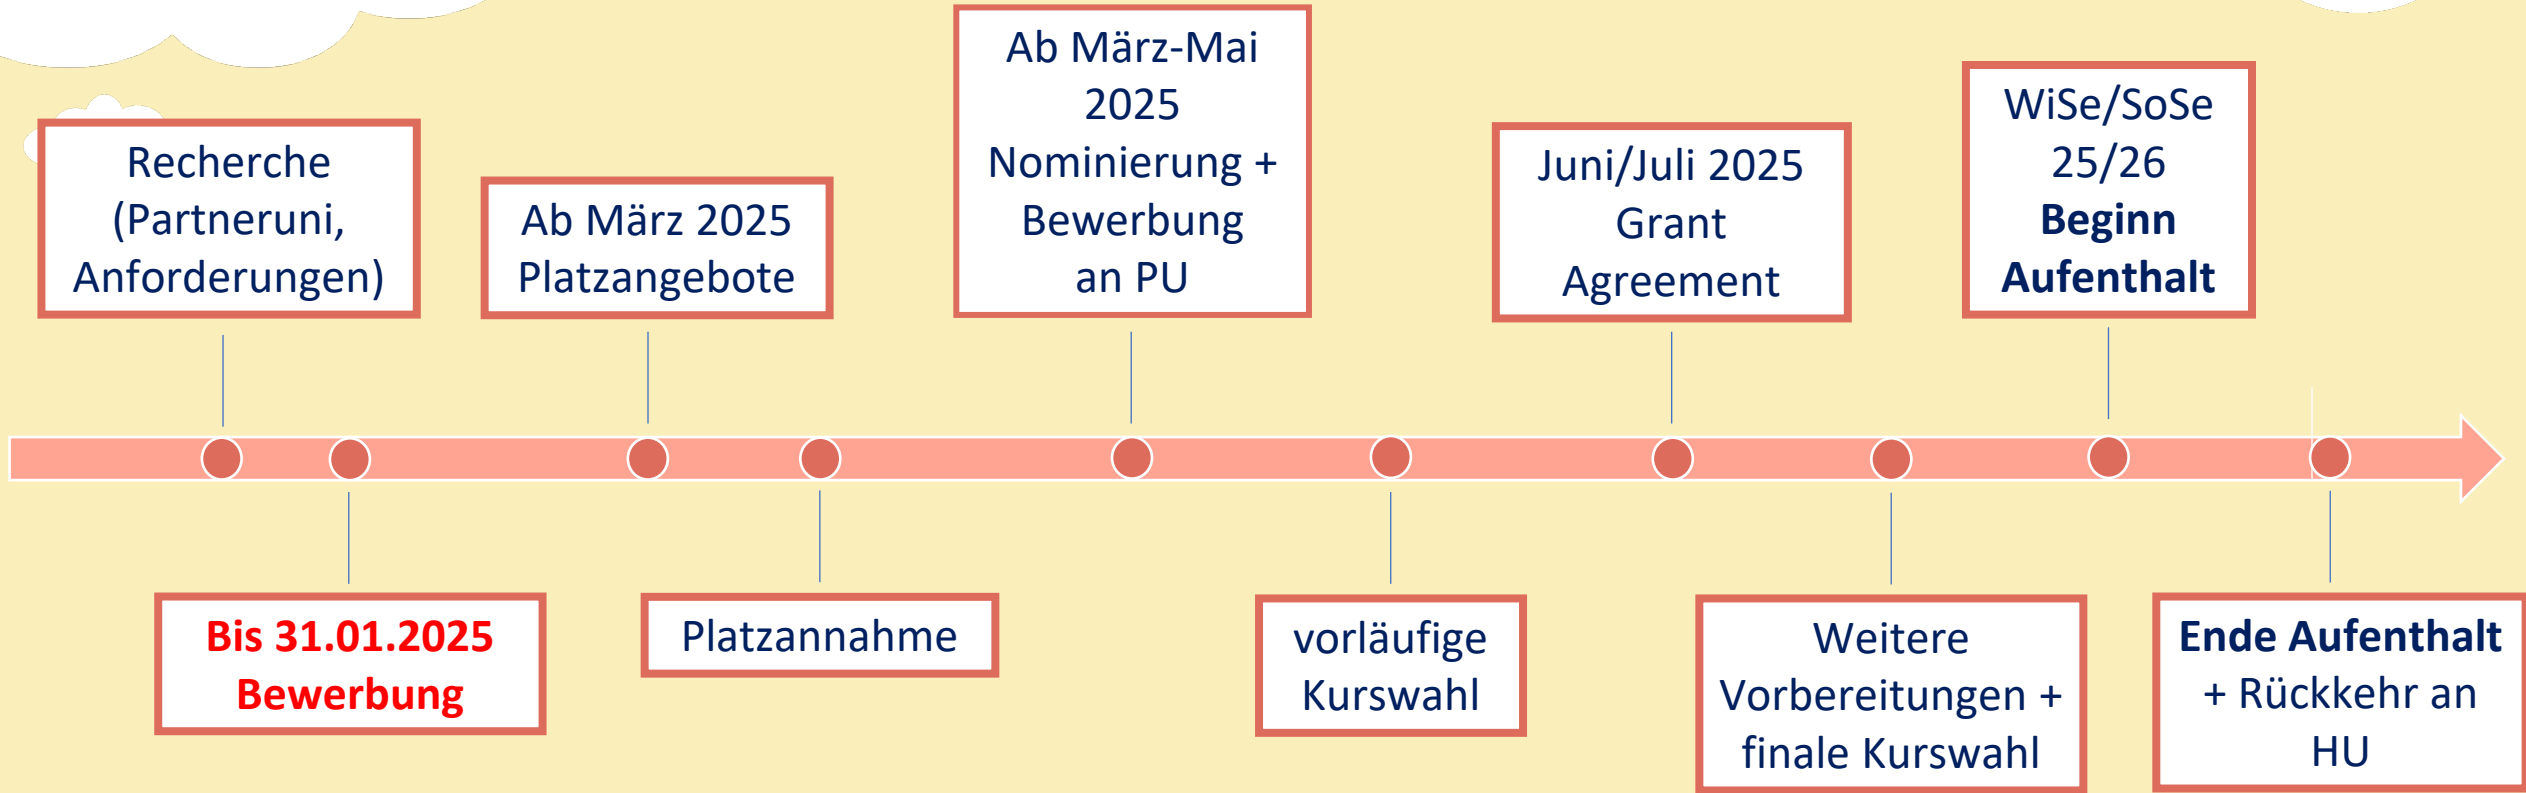 Recherche
(Partneruni,
Anforderungen)
Bis 31.01.2025
Bewerbung
Ab März 2025
Platzangebote
Platzannahme
Ab März-Mai
2025
Nominierung +
Bewerbung
an PU
vorläufige
Kurswahl
Juni/Juli 2025
Grant
Agreement
Weitere
Vorbereitungen +
finale Kurswahl
WiSe/SoSe
25/26
Beginn
Aufenthalt
Ende Aufenthalt
+ Rückkehr an
HU